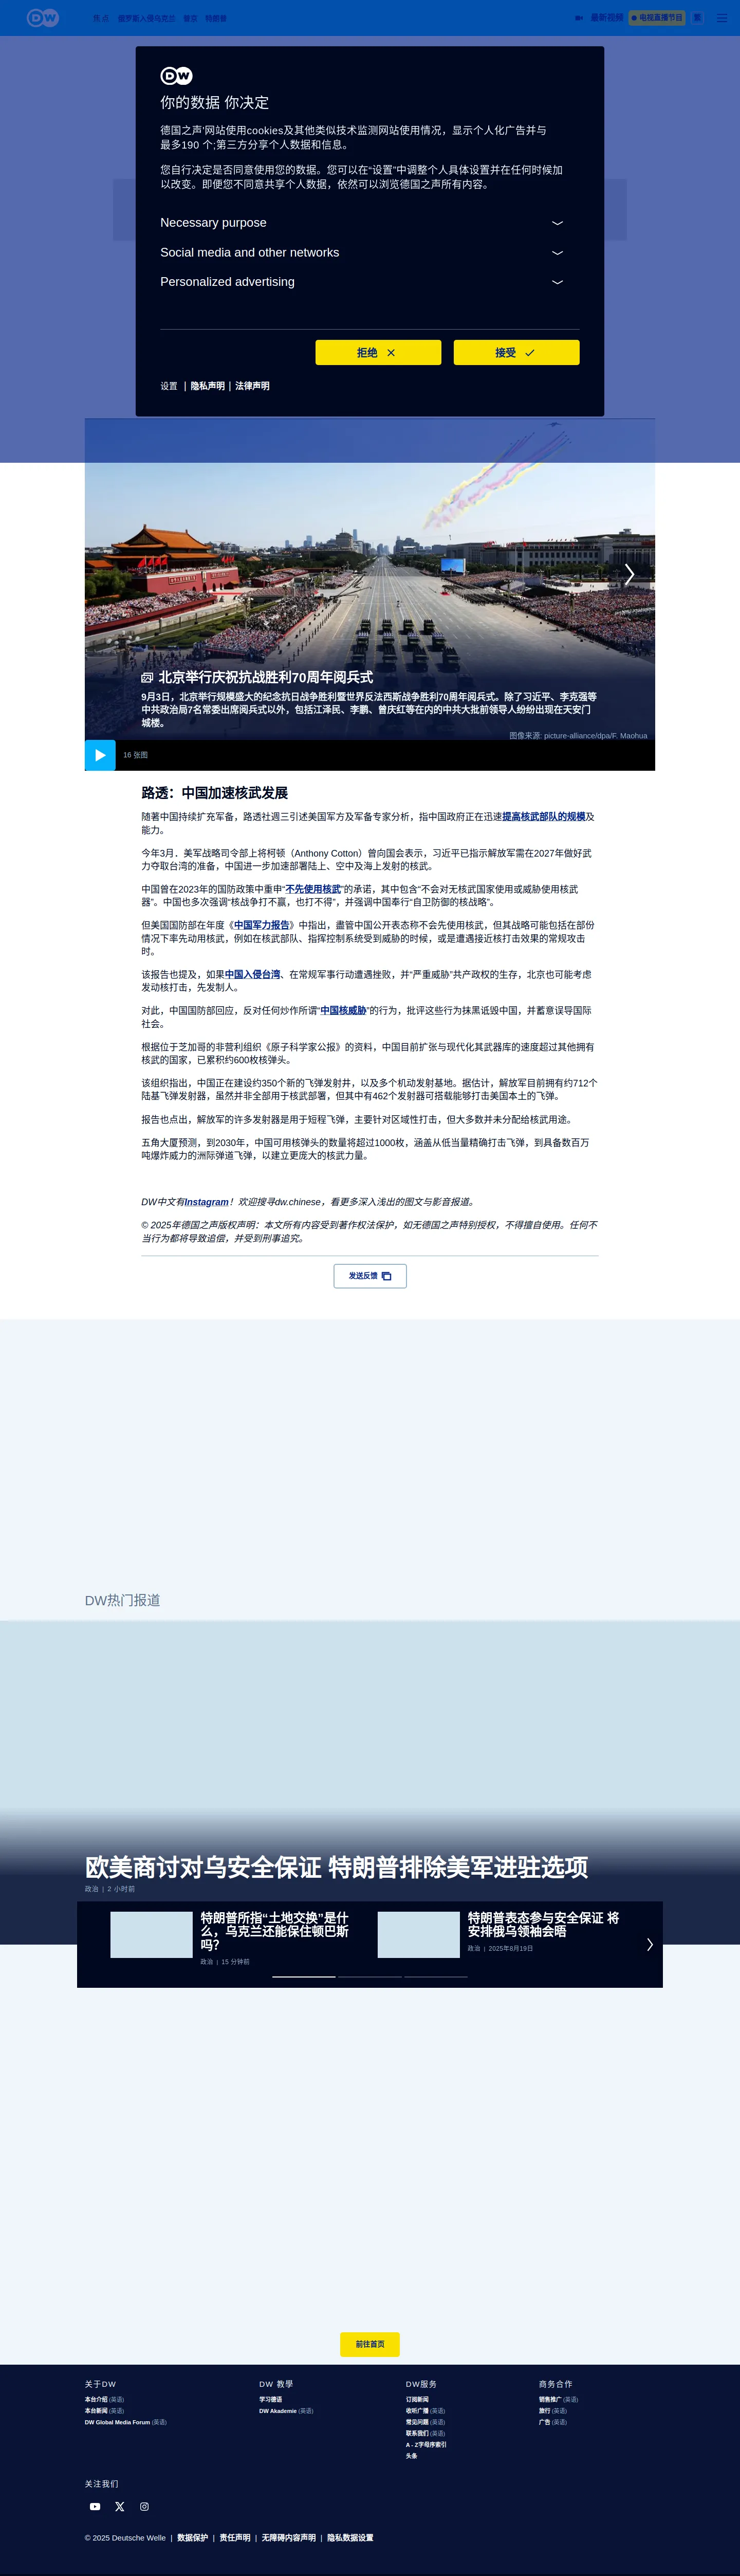 DW
热点 俄罗斯入侵乌克兰 普京 特朗普
最新视频 电视直播节目 繁
DW
你的数据 你决定
德国之声'网站使用cookies及其他类似技术监测网站使用情况，显示个人化广告并与
最多190 个;第三方分享个人数据和信息。
您自行决定是否同意使用您的数据。您可以在“设置”中调整个人具体设置并在任何时候加
以改变。即便您不同意共享个人数据，依然可以浏览德国之声所有内容。
Necessary purpose
Social media and other networks
Personalized advertising
拒绝
接受
设置 | 隐私声明 | 法律声明
北京举行庆祝抗战胜利70周年阅兵式
9月3日，北京举行规模盛大的纪念抗日战争胜利暨世界反法西斯战争胜利70周年阅兵式。除了习近平、李克强等
中共政治局7名常委出席阅兵式以外，包括江泽民、李鹏、曾庆红等在内的中共大批前领导人纷纷出现在天安门
城楼。
图像来源: picture-alliance/dpa/F. Maohua
16 张图
路透：中国加速核武发展
随著中国持续扩充军备，路透社週三引述美国军方及军备专家分析，指中国政府正在迅速提高核武部队的规模及
能力。
今年3月．美军战略司令部上将柯顿（Anthony Cotton）曾向国会表示，习近平已指示解放军需在2027年做好武
力夺取台湾的准备，中国进一步加速部署陆上、空中及海上发射的核武。
中国曾在2023年的国防政策中重申“不先使用核武”的承诺，其中包含“不会对无核武国家使用或威胁使用核武
器”。中国也多次强调“核战争打不赢，也打不得”，并强调中国奉行“自卫防御的核战略”。
但美国国防部在年度《中国军力报告》中指出，儘管中国公开表态称不会先使用核武，但其战略可能包括在部份
情况下率先动用核武，例如在核武部队、指挥控制系统受到威胁的时候，或是遭遇接近核打击效果的常规攻击
时。
该报告也提及，如果中国入侵台湾、在常规军事行动遭遇挫败，并“严重威胁”共产政权的生存，北京也可能考虑
发动核打击，先发制人。
对此，中国国防部回应，反对任何炒作所谓“中国核威胁”的行为，批评这些行为抹黑诋毁中国，并蓄意误导国际
社会。
根据位于芝加哥的非营利组织《原子科学家公报》的资料，中国目前扩张与现代化其武器库的速度超过其他拥有
核武的国家，已累积约600枚核弹头。
该组织指出，中国正在建设约350个新的飞弹发射井，以及多个机动发射基地。据估计，解放军目前拥有约712个
陆基飞弹发射器，虽然并非全部用于核武部署，但其中有462个发射器可搭载能够打击美国本土的飞弹。
报告也点出，解放军的许多发射器是用于短程飞弹，主要针对区域性打击，但大多数并未分配给核武用途。
五角大厦预测，到2030年，中国可用核弹头的数量将超过1000枚，涵盖从低当量精确打击飞弹，到具备数百万
吨爆炸威力的洲际弹道飞弹，以建立更庞大的核武力量。
DW中文有Instagram！欢迎搜寻dw.chinese，看更多深入浅出的图文与影音报道。
© 2025年德国之声版权声明：本文所有内容受到著作权法保护，如无德国之声特别授权，不得擅自使用。任何不
当行为都将导致追偿，并受到刑事追究。
发送反馈
DW热门报道
欧美商讨对乌安全保证 特朗普排除美军进驻选项
政治 | 2 小时前
特朗普所指“土地交换”是什
么，乌克兰还能保住顿巴斯
吗？
政治 | 15 分钟前
特朗普表态参与安全保证 将
安排俄乌领袖会晤
政治 | 2025年8月19日
前往首页
关于DW
本台介绍 (英语)
本台新闻 (英语)
DW Global Media Forum (英语)
DW 教學
学习德语
DW Akademie (英语)
DW服务
订阅新闻
收听广播 (英语)
常见问题 (英语)
联系我们 (英语)
A - Z字母序索引
头条
商务合作
销售推广 (英语)
旅行 (英语)
广告 (英语)
关注我们
© 2025 Deutsche Welle | 数据保护 | 责任声明 | 无障碍内容声明 | 隐私数据设置